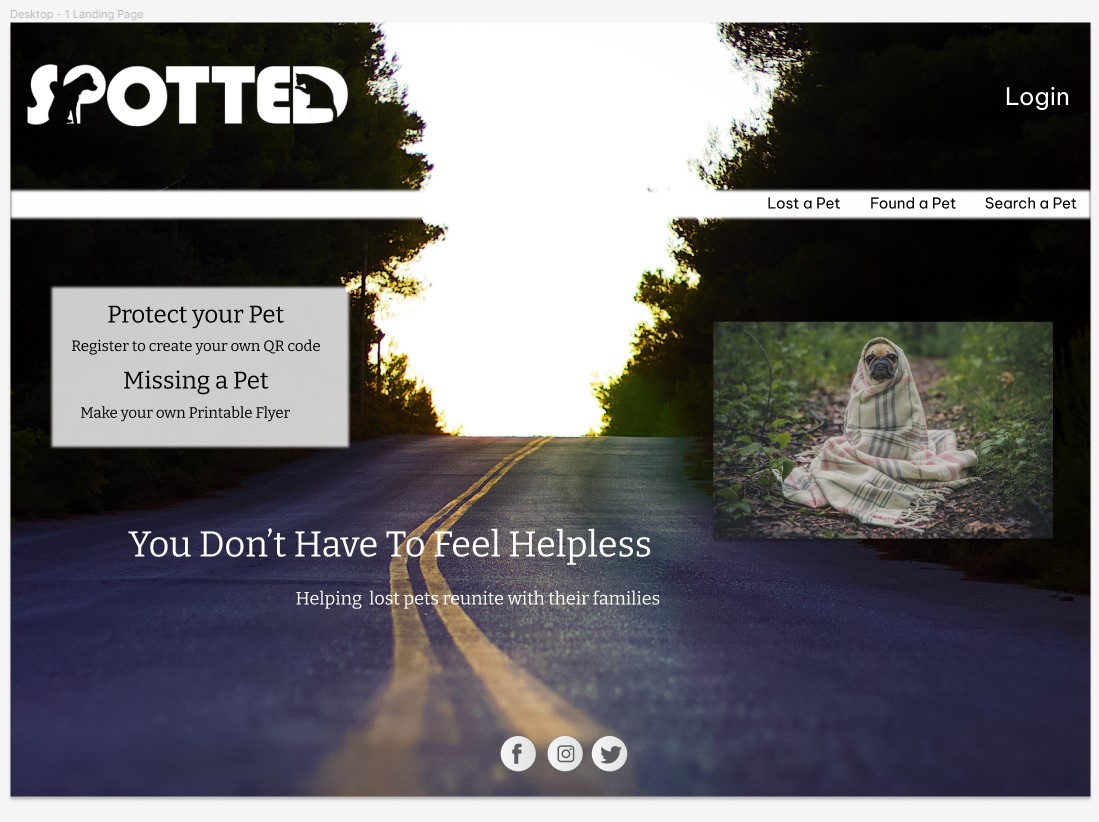 Desktop - 1 Landing Page
SPOTTED
Login
Lost a Pet Found a Pet Search a Pet
Protect your Pet
Register to create your own QR code
Missing a Pet
Make your own Printable Flyer
You Don’t Have To Feel Helpless
Helping lost pets reunite with their families